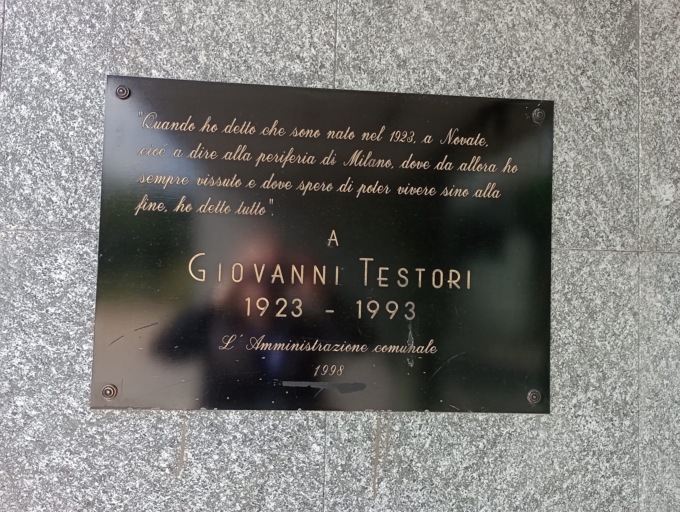 "Quando ho detto che sono nato nel 1923, a Novate,
cioé a dire alla periferia di Milano, dove da allora ho
sempre vissuto e dove spero di poter vivere sino alla
fine, ho detto tutto".
A
GIOVANNI TESTORI
1923 - 1993
L' Amministrazione comunale
1998